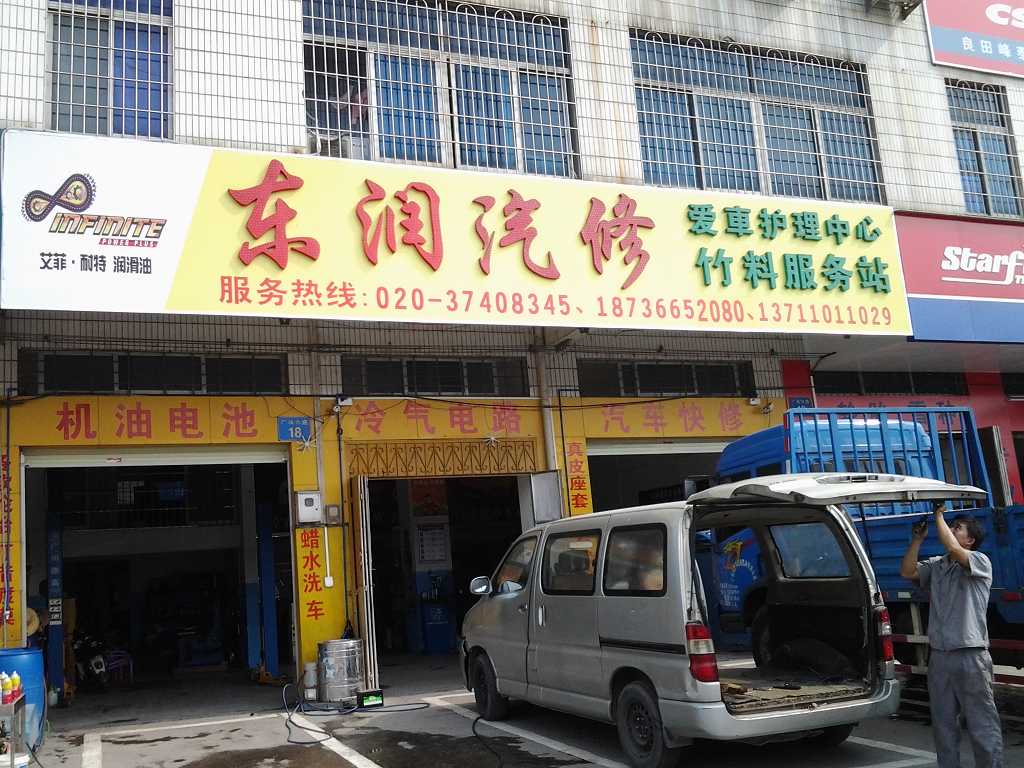 CS
良田峰
INFINITE
POWER PLUS
艾菲·耐特 润滑油
东润汽修
爱車护理中心
竹料服务站
服务热线:020-37408345、18736652080、13711011029
Starf
机油电池
18
冷气电路
汽车快修
真皮座套
蜡水洗车